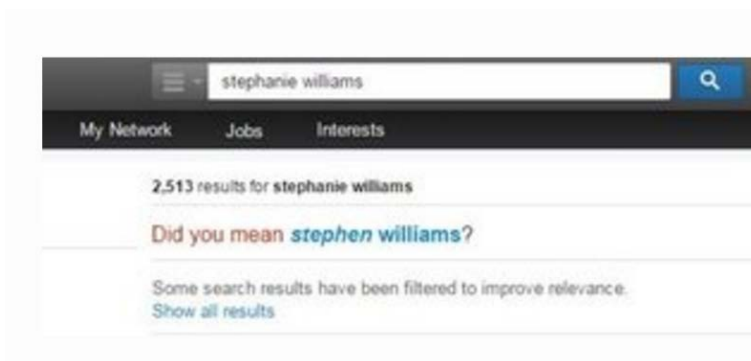 stephanie williams
My Network Jobs Interests
2,513 results for stephanie williams
Did you mean stephen williams?
Some search results have been filtered to improve relevance.
Show all results